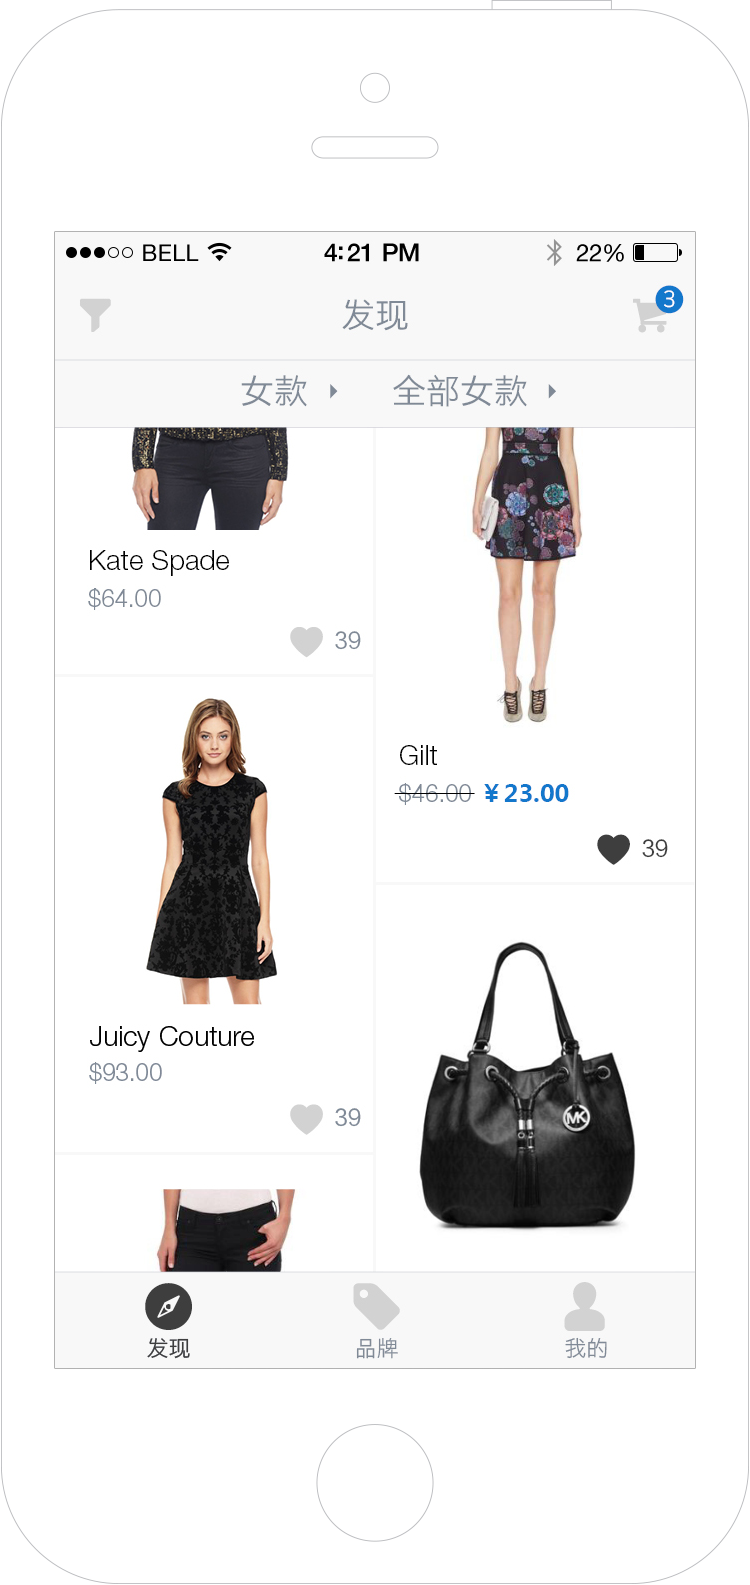 BELL 4:21 PM 22%
发现 3
女款 全部女款
Kate Spade
$64.00
39
Gilt
$46.00 ¥ 23.00
39
Juicy Couture
$93.00
39
MK
发现 品牌 我的